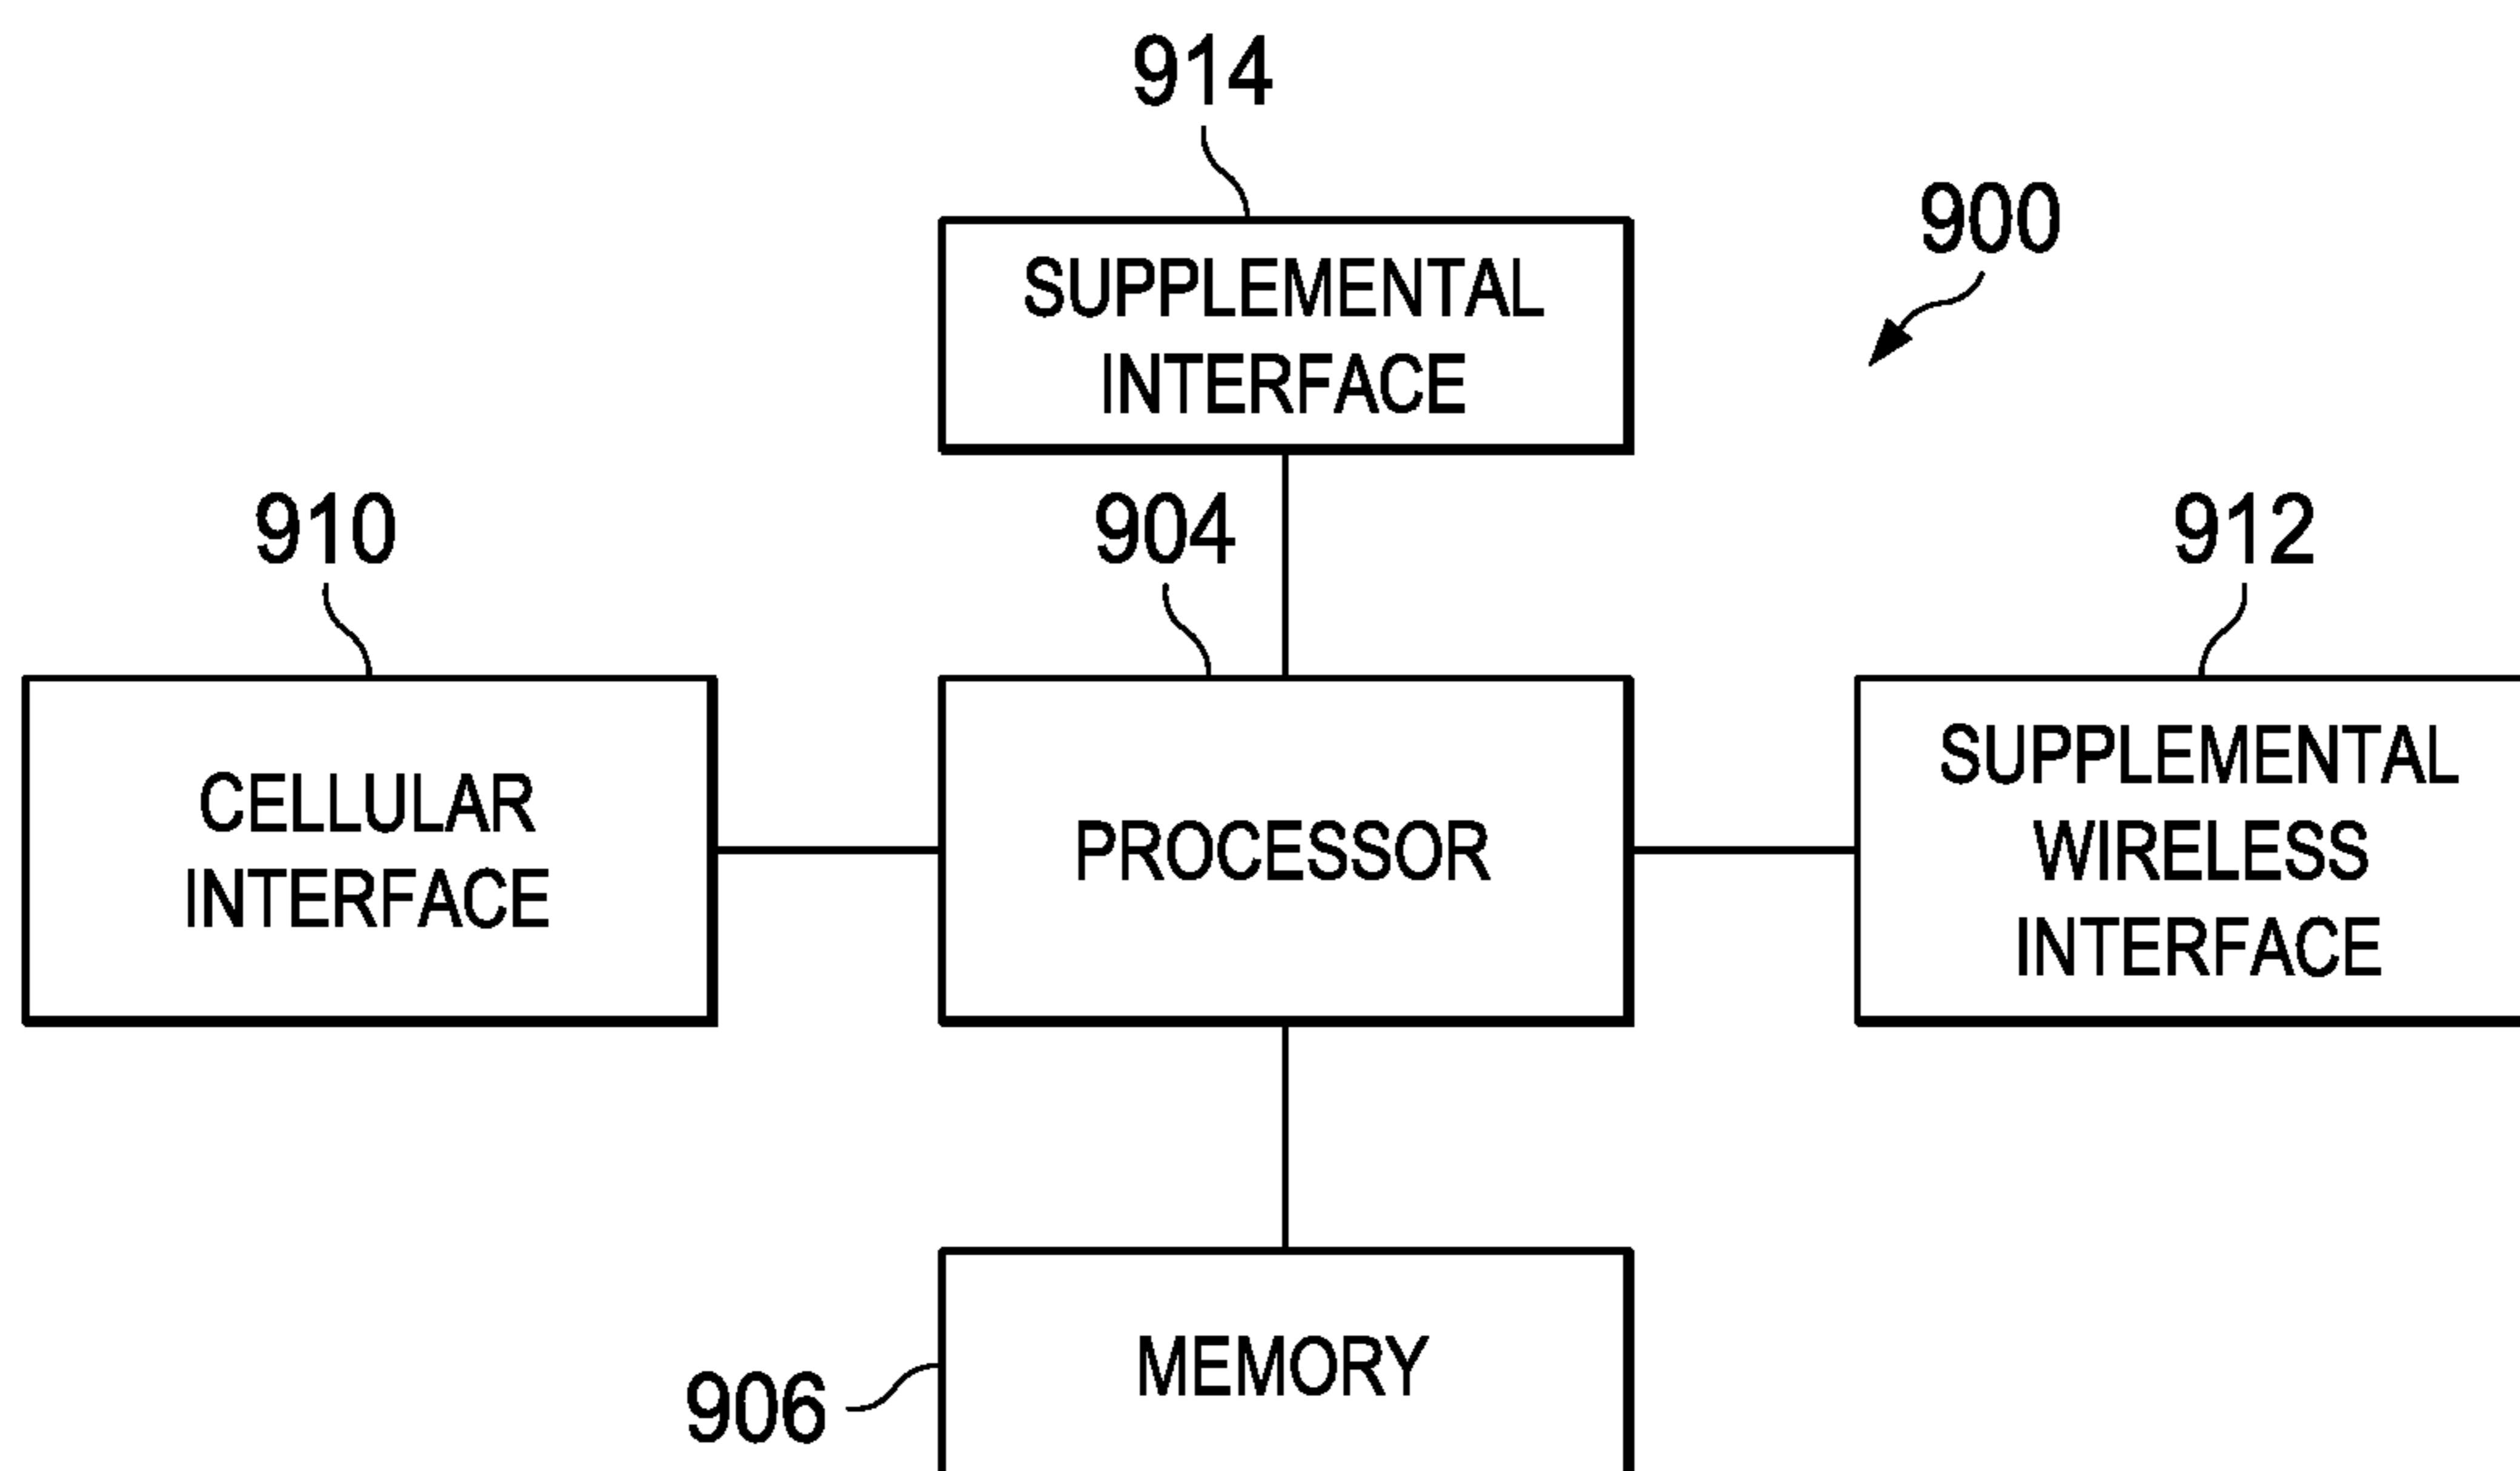 914
900
SUPPLEMENTAL
INTERFACE
910
904
912
CELLULAR
INTERFACE
PROCESSOR
SUPPLEMENTAL
WIRELESS
INTERFACE
906
MEMORY